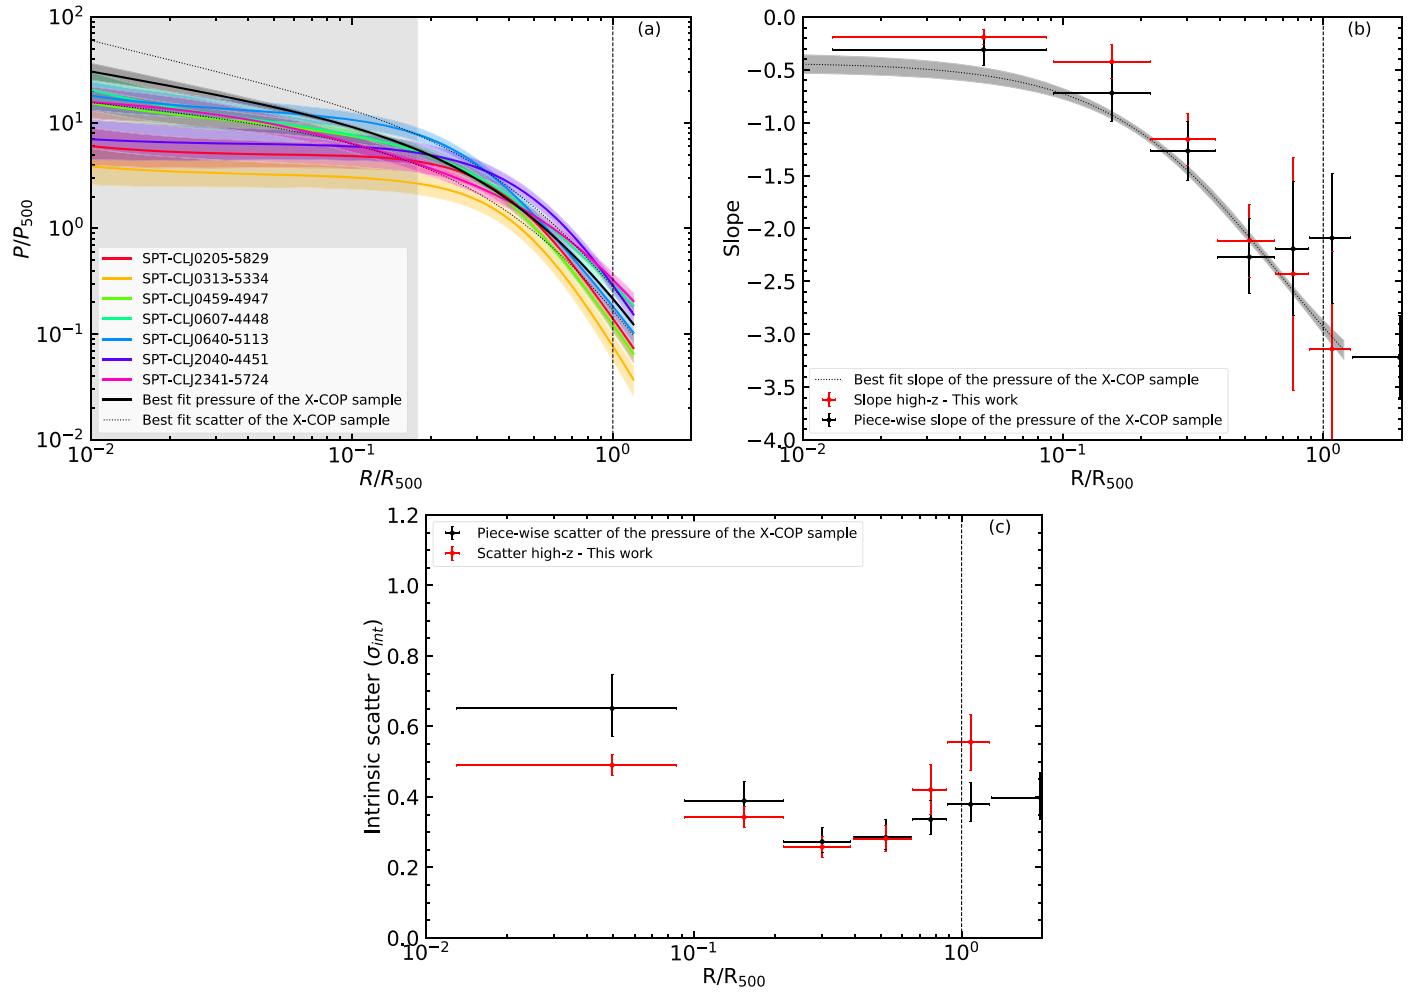 (a)
P/P500
10^2
10^1
10^0
10^-1
10^-2
SPT-CLJ0205-5829
SPT-CLJ0313-5334
SPT-CLJ0459-4947
SPT-CLJ0607-4448
SPT-CLJ0640-5113
SPT-CLJ2040-4451
SPT-CLJ2341-5724
Best fit pressure of the X-COP sample
Best fit scatter of the X-COP sample
10^-2
10^-1
10^0
R/R500
(b)
Slope
0.0
−0.5
−1.0
−1.5
−2.0
−2.5
−3.0
−3.5
−4.0
Best fit slope of the pressure of the X-COP sample
Slope high-z - This work
Piece-wise slope of the pressure of the X-COP sample
10^-2
10^-1
10^0
R/R500
(c)
Intrinsic scatter (σint)
1.2
1.0
0.8
0.6
0.4
0.2
0.0
Piece-wise scatter of the pressure of the X-COP sample
Scatter high-z - This work
10^-2
10^-1
10^0
R/R500